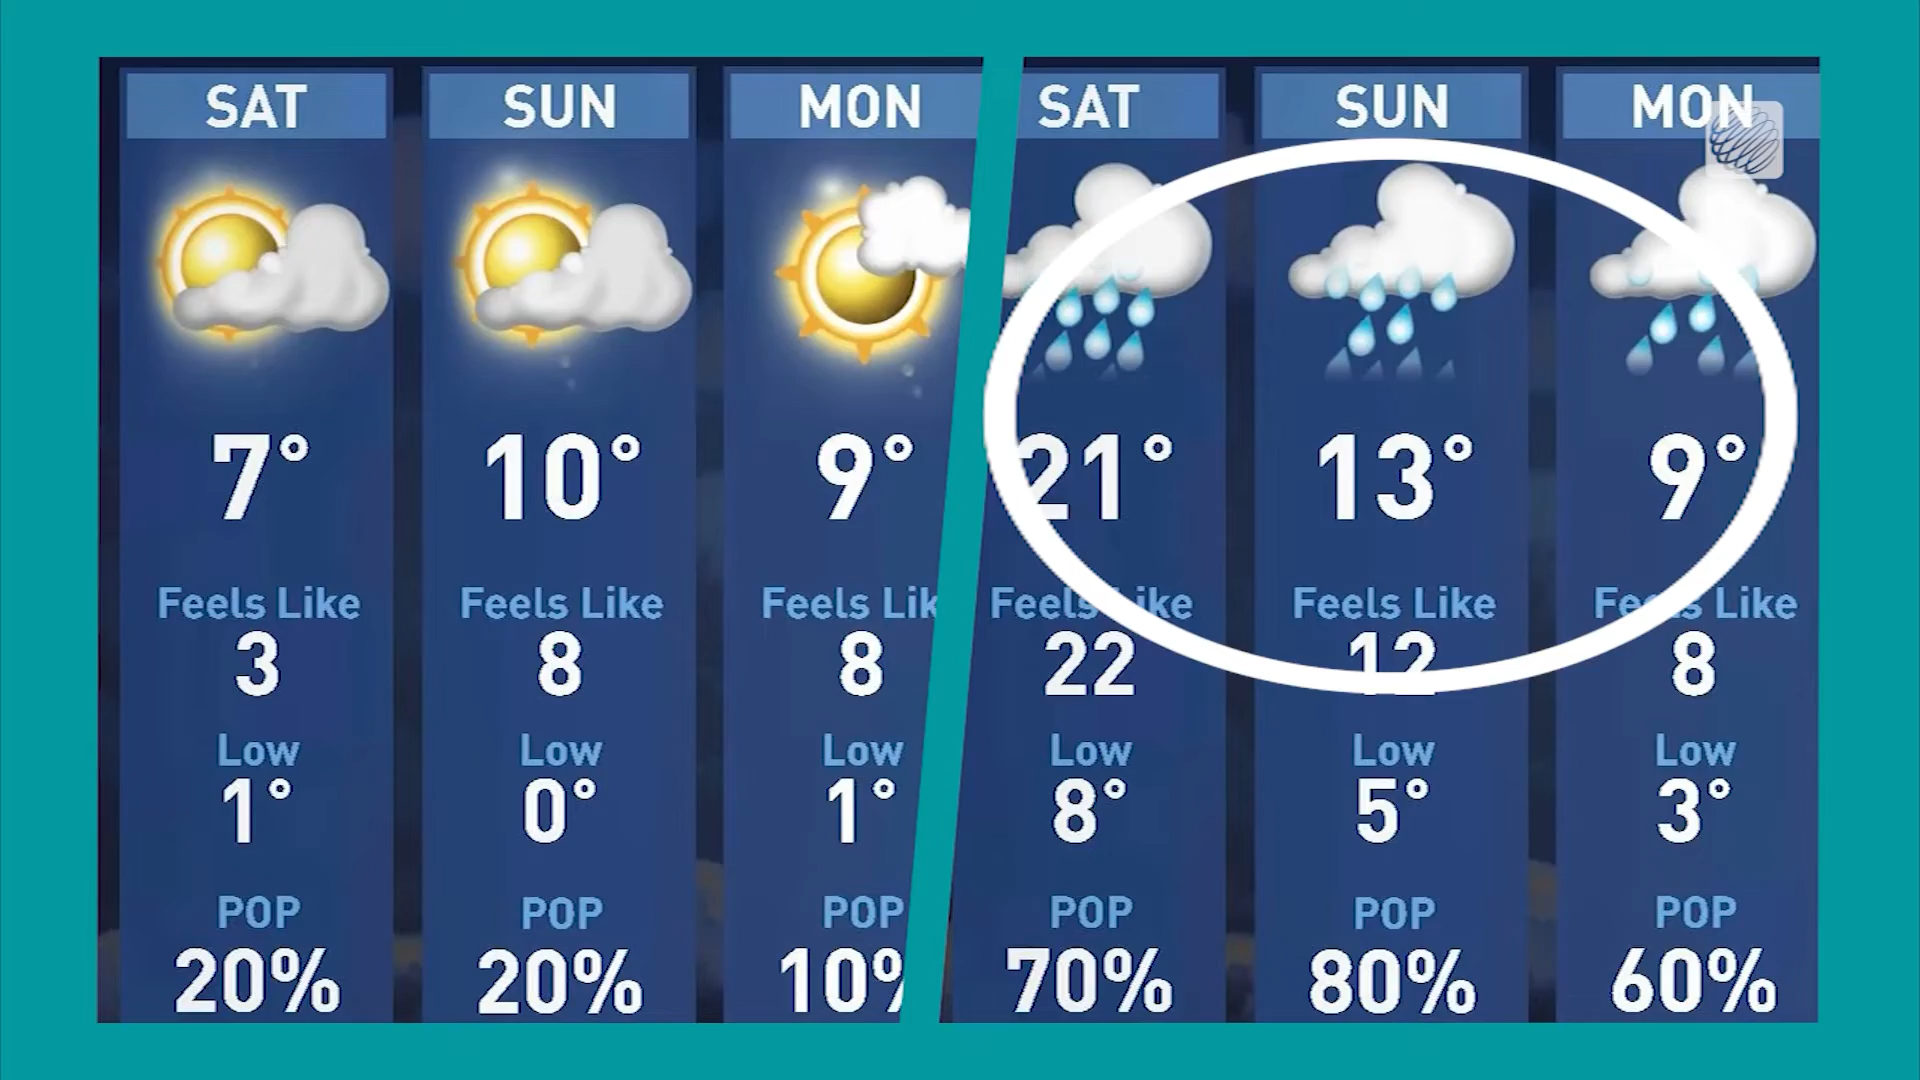 SAT SUN MON SAT SUN MON
7° 10° 9° 21° 13° 9°
Feels Like Feels Like Feels Lik Feels Like Feels Like Feels Like
3 8 8 22 12 8
Low Low Low Low Low Low
1° 0° 1° 8° 5° 3°
POP POP POP POP POP POP
20% 20% 10% 70% 80% 60%